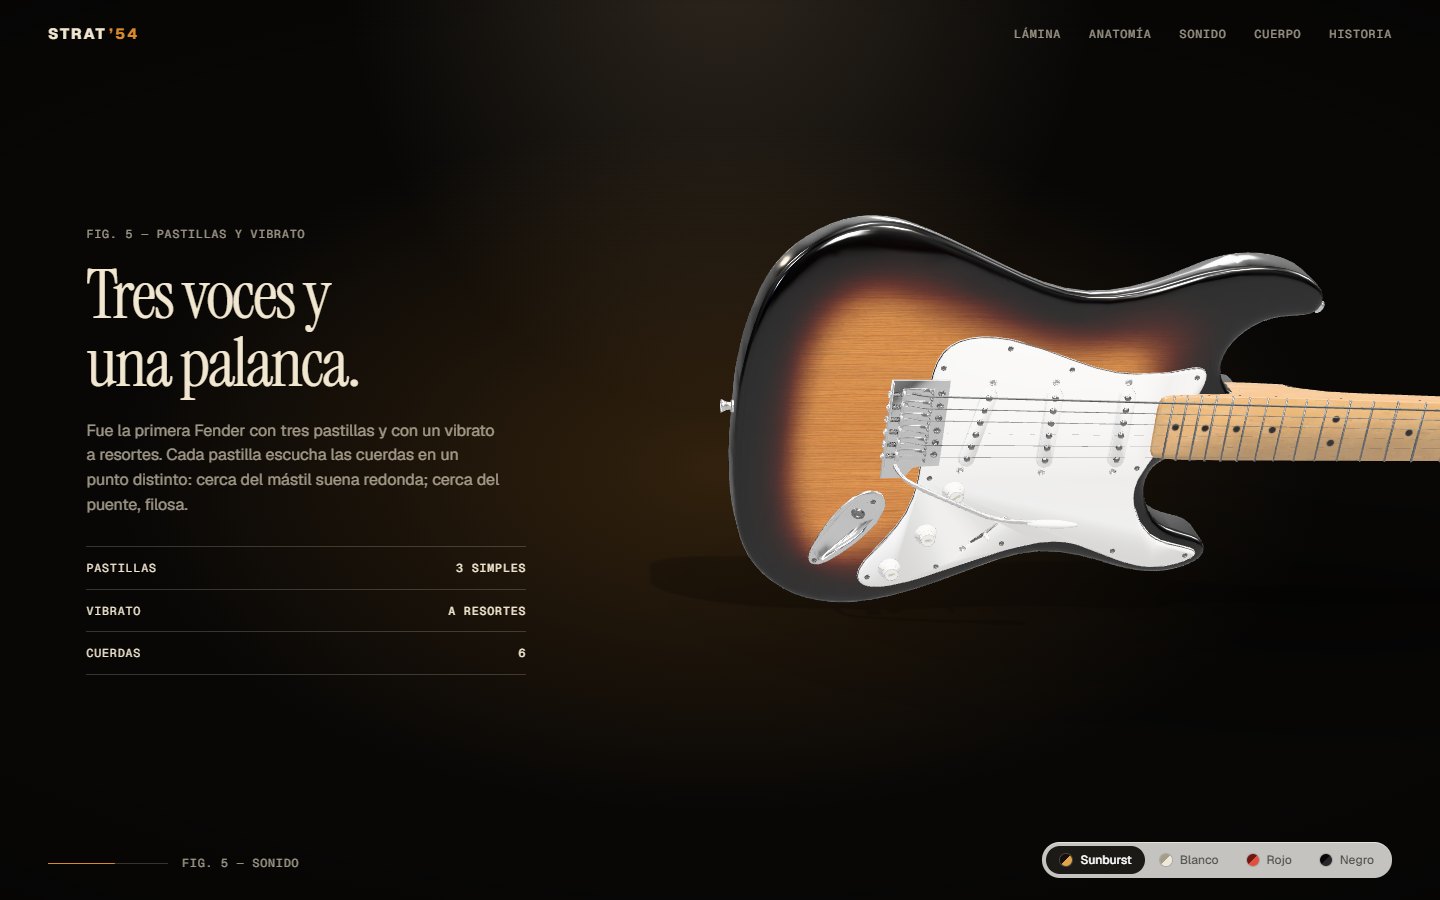 STRAT’54
LÁMINA ANATOMÍA SONIDO CUERPO HISTORIA
FIG. 5 — PASTILLAS Y VIBRATO
Tres voces y
una palanca.
Fue la primera Fender con tres pastillas y con un vibrato
a resortes. Cada pastilla escucha las cuerdas en un
punto distinto: cerca del mástil suena redonda; cerca del
puente, filosa.
PASTILLAS 3 SIMPLES
VIBRATO A RESORTES
CUERDAS 6
FIG. 5 — SONIDO
Sunburst Blanco Rojo Negro